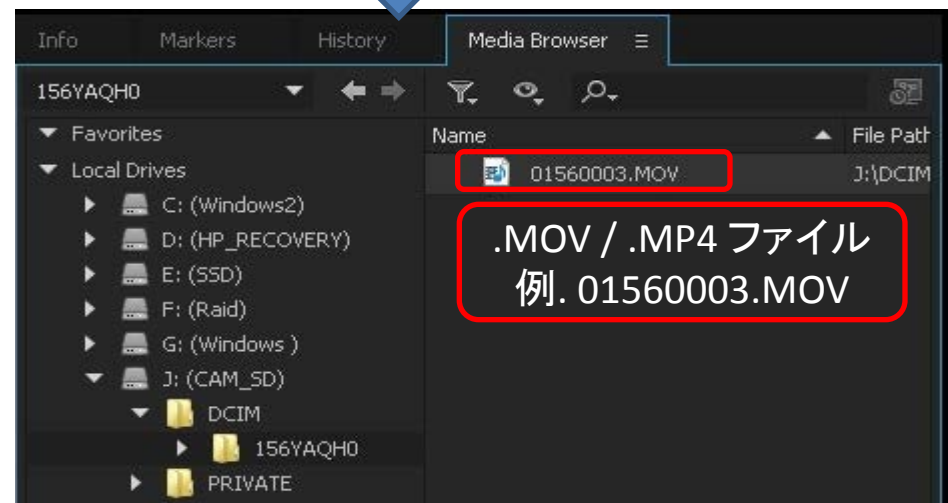 Info Markers History Media Browser
156YAQH0
Favorites
Local Drives
C: (Windows2)
D: (HP_RECOVERY)
E: (SSD)
F: (Raid)
G: (Windows )
J: (CAM_SD)
DCIM
156YAQH0
PRIVATE
Name File Path
01560003.MOV J:\DCIM
.MOV / .MP4 ファイル
例. 01560003.MOV